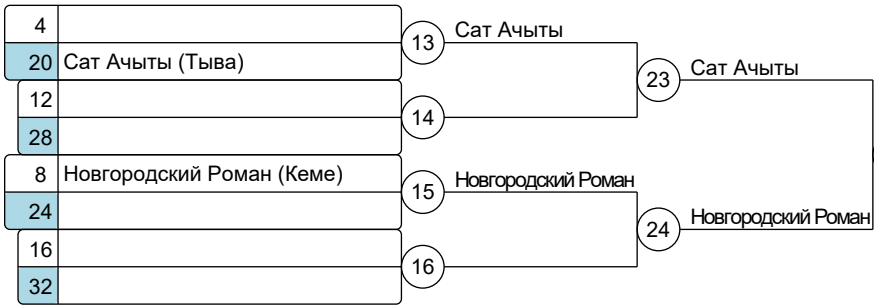 4
13
Сат Ачыты
20 Сат Ачыты (Тыва)
23
Сат Ачыты
12
14
28
8 Новгородский Роман (Кеме)
15
Новгородский Роман
24
24
Новгородский Роман
16
16
32